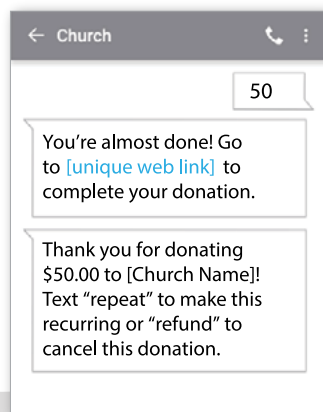 Church
50
You're almost done! Go
to [unique web link] to
complete your donation.
Thank you for donating
$50.00 to [Church Name]!
Text “repeat” to make this
recurring or “refund” to
cancel this donation.